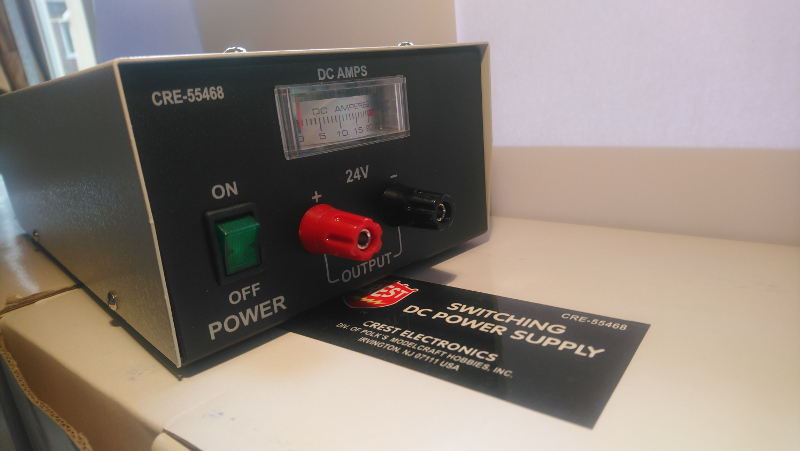 DC AMPS
CRE-55468
DC AMPERES
0 5 10 15
24V
+ −
ON
OFF
POWER
OUTPUT
CRE-55468
SWITCHING
DC POWER SUPPLY
CREST ELECTRONICS
DIV. OF POLK'S MODELCRAFT HOBBIES, INC.
IRVINGTON, NJ 07111 USA